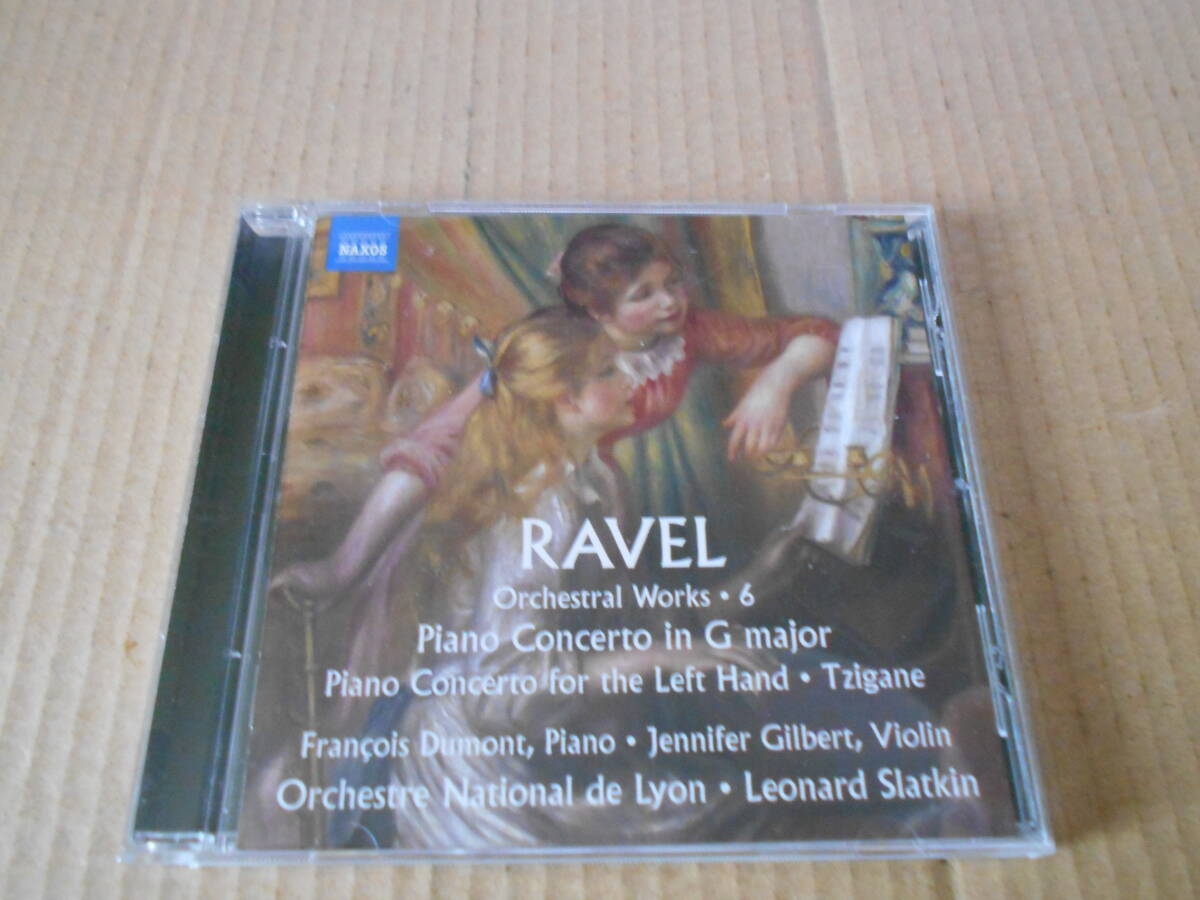 NAXOS
RAVEL
Orchestral Works • 6
Piano Concerto in G major
Piano Concerto for the Left Hand • Tzigane
François Dumont, Piano • Jennifer Gilbert, Violin
Orchestre National de Lyon • Leonard Slatkin